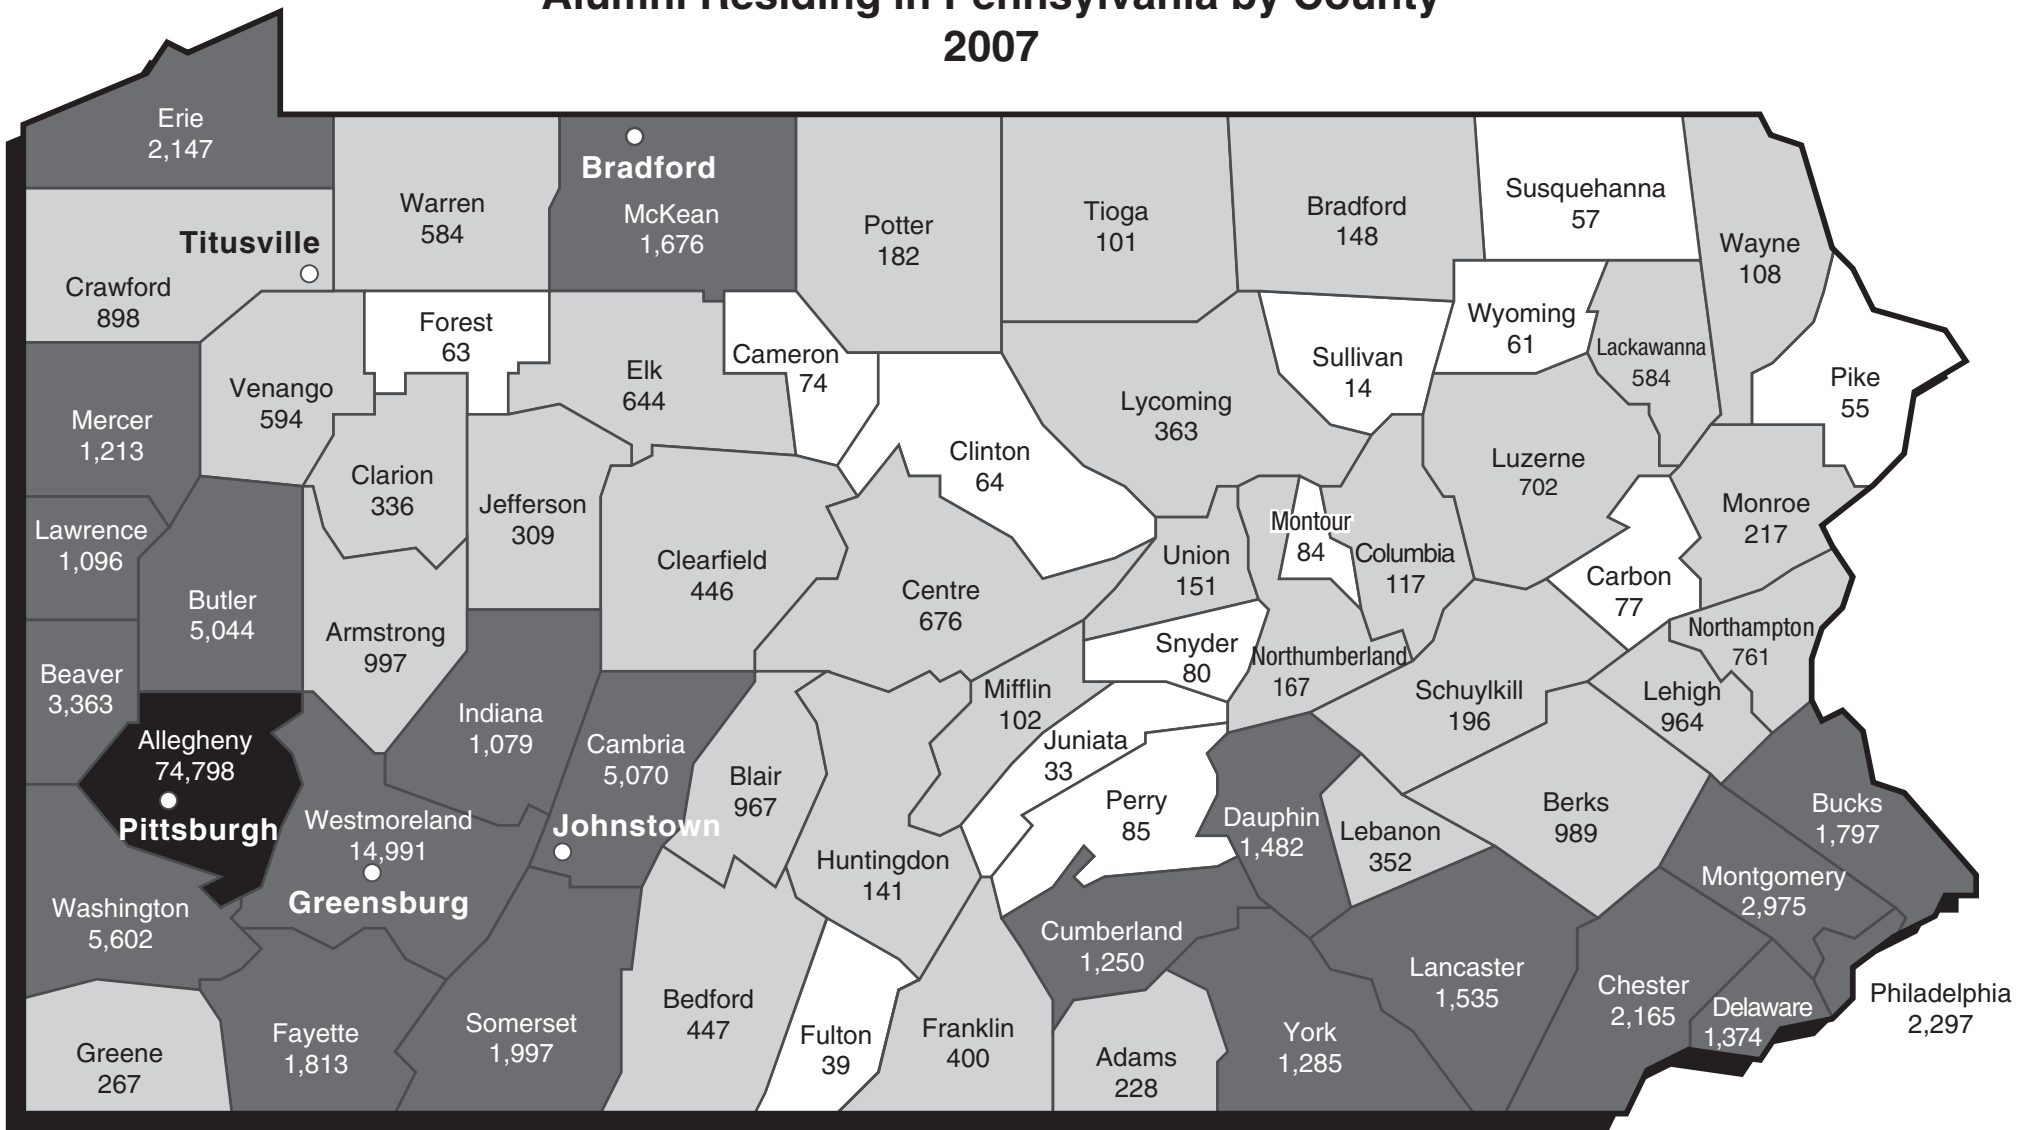 Alumni Residing in Pennsylvania by County
2007
Erie
2,147
Bradford
McKean
1,676
Warren
584
Potter
182
Tioga
101
Bradford
148
Susquehanna
57
Wayne
108
Titusville
Crawford
898
Forest
63
Cameron
74
Wyoming
61
Lackawanna
584
Sullivan
14
Pike
55
Venango
594
Elk
644
Lycoming
363
Mercer
1,213
Clarion
336
Jefferson
309
Clinton
64
Luzerne
702
Monroe
217
Lawrence
1,096
Butler
5,044
Clearfield
446
Centre
676
Union
151
Montour
84
Columbia
117
Carbon
77
Armstrong
997
Snyder
80
Northumberland
167
Northampton
761
Beaver
3,363
Indiana
1,079
Mifflin
102
Schuylkill
196
Lehigh
964
Allegheny
74,798
Pittsburgh
Cambria
5,070
Johnstown
Blair
967
Juniata
33
Perry
85
Dauphin
1,482
Lebanon
352
Berks
989
Bucks
1,797
Westmoreland
14,991
Greensburg
Huntingdon
141
Montgomery
2,975
Washington
5,602
Cumberland
1,250
Lancaster
1,535
Chester
2,165
Delaware
1,374
Philadelphia
2,297
Greene
267
Fayette
1,813
Somerset
1,997
Bedford
447
Fulton
39
Franklin
400
Adams
228
York
1,285